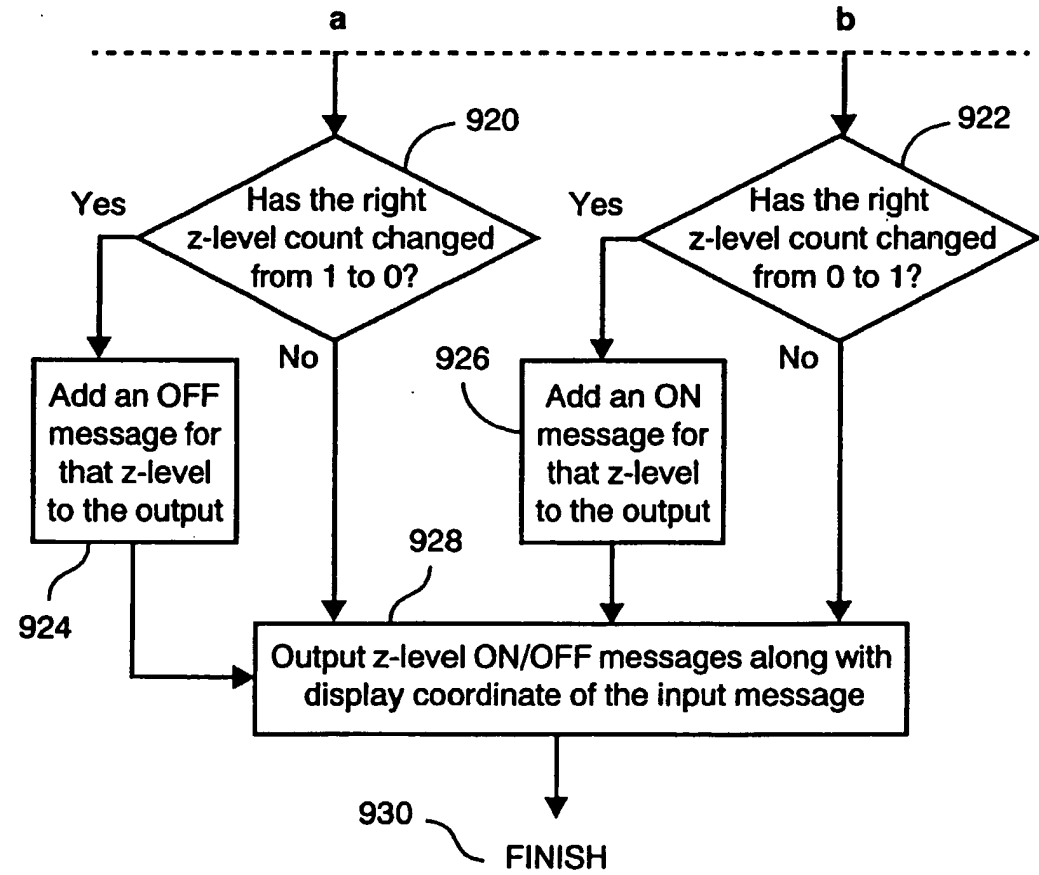 a
b
920
922
Yes
Has the right
z-level count changed
from 1 to 0?
Yes
Has the right
z-level count changed
from 0 to 1?
No
926
No
Add an OFF
message for
that z-level
to the output
Add an ON
message for
that z-level
to the output
924
928
Output z-level ON/OFF messages along with
display coordinate of the input message
930
FINISH